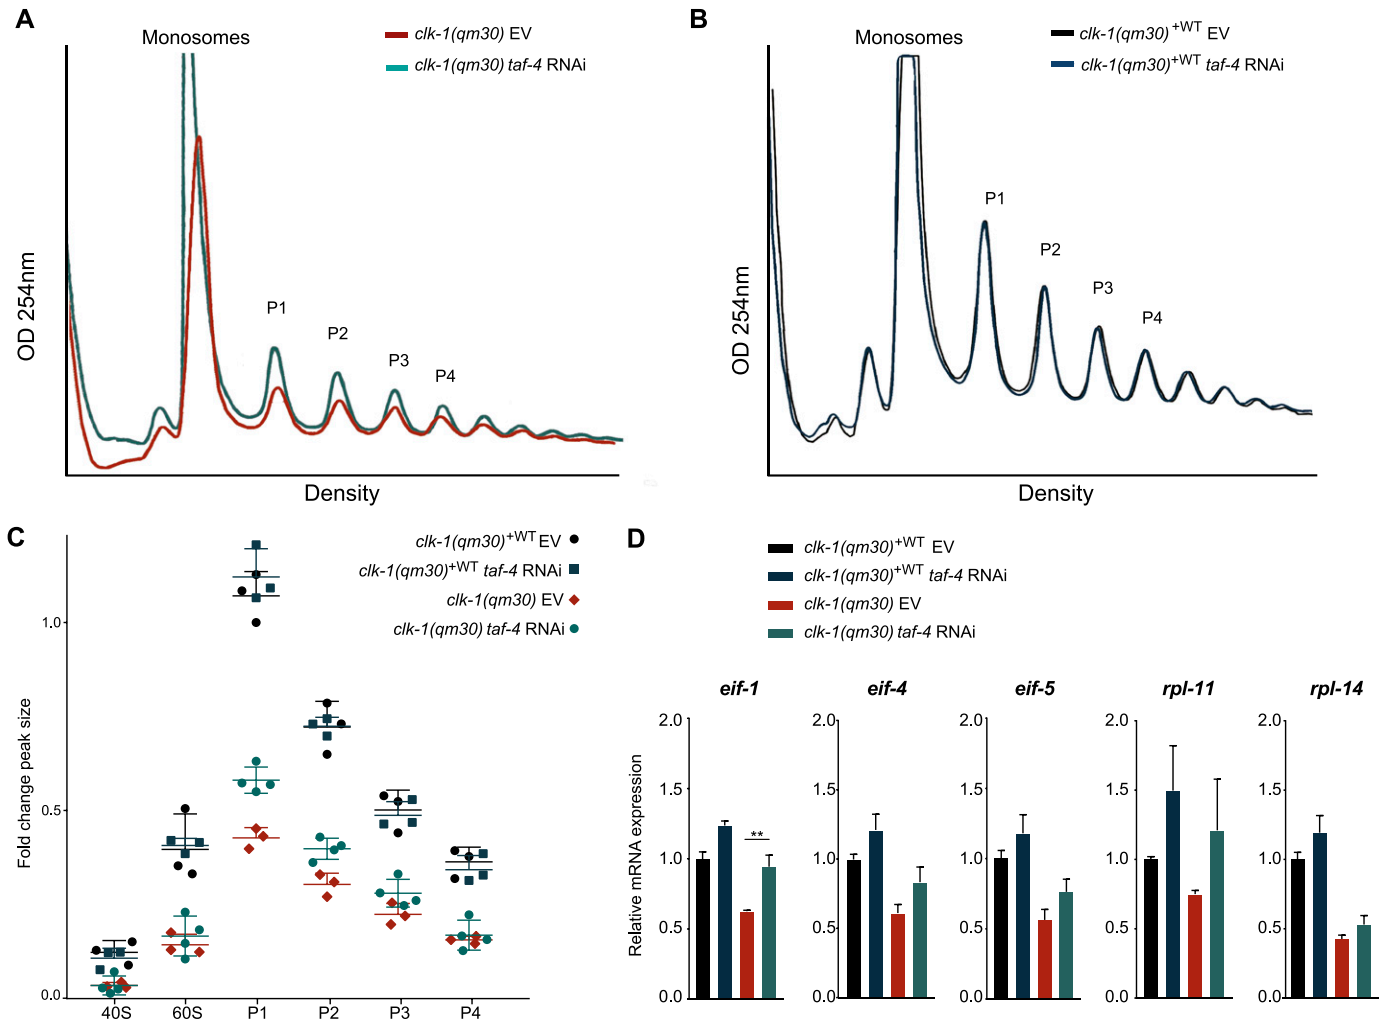 A
Monosomes
clk-1(qm30) EV
clk-1(qm30) taf-4 RNAi
OD 254nm
P1
P2
P3
P4
Density
B
Monosomes
clk-1(qm30)+WT EV
clk-1(qm30)+WT taf-4 RNAi
OD 254nm
P1
P2
P3
P4
Density
C
clk-1(qm30)+WT EV
clk-1(qm30)+WT taf-4 RNAi
clk-1(qm30) EV
clk-1(qm30) taf-4 RNAi
Fold change peak size
1.0
0.5
0.0
40S
60S
P1
P2
P3
P4
D
clk-1(qm30)+WT EV
clk-1(qm30)+WT taf-4 RNAi
clk-1(qm30) EV
clk-1(qm30) taf-4 RNAi
Relative mRNA expression
eif-1
2.0
1.5
1.0
0.5
0.0
**
eif-4
2.0
1.5
1.0
0.5
0.0
eif-5
2.0
1.5
1.0
0.5
0.0
rpl-11
2.0
1.5
1.0
0.5
0.0
rpl-14
2.0
1.5
1.0
0.5
0.0